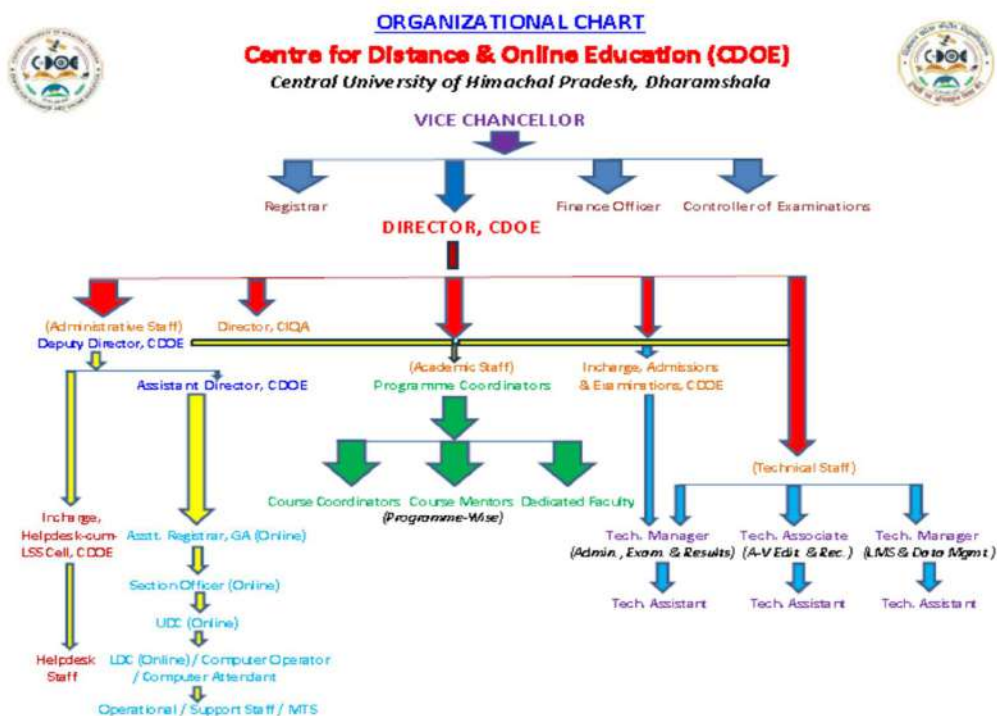 ORGANIZATIONAL CHART
Centre for Distance & Online Education (CDOE)
Central University of Himachal Pradesh, Dharamshala
CDOE
CDOE
VICE CHANCELLOR
Registrar
Finance Officer
Controller of Examinations
DIRECTOR, CDOE
(Administrative Staff)
Deputy Director, CDOE
Director, CIQA
(Academic Staff)
Programme Coordinators
Incharge, Admissions
& Examinations, CDOE
Assistant Director, CDOE
(Technical Staff)
Course Coordinators
Course Mentors
Dedicated Faculty
(Programme-Wise)
Incharge,
Helpdesk-cum-
LSS Cell, CDOE
Asstt. Registrar, GA (Online)
Tech. Manager
(Admin., Exam. & Results)
Tech. Associate
(A-V Edit. & Rec.)
Tech. Manager
(LMS & Data Mgmt.)
Section Officer (Online)
Tech. Assistant
Tech. Assistant
Tech. Assistant
UDC (Online)
Helpdesk
Staff
LDC (Online) / Computer Operator
/ Computer Attendant
Operational / Support Staff / MTS